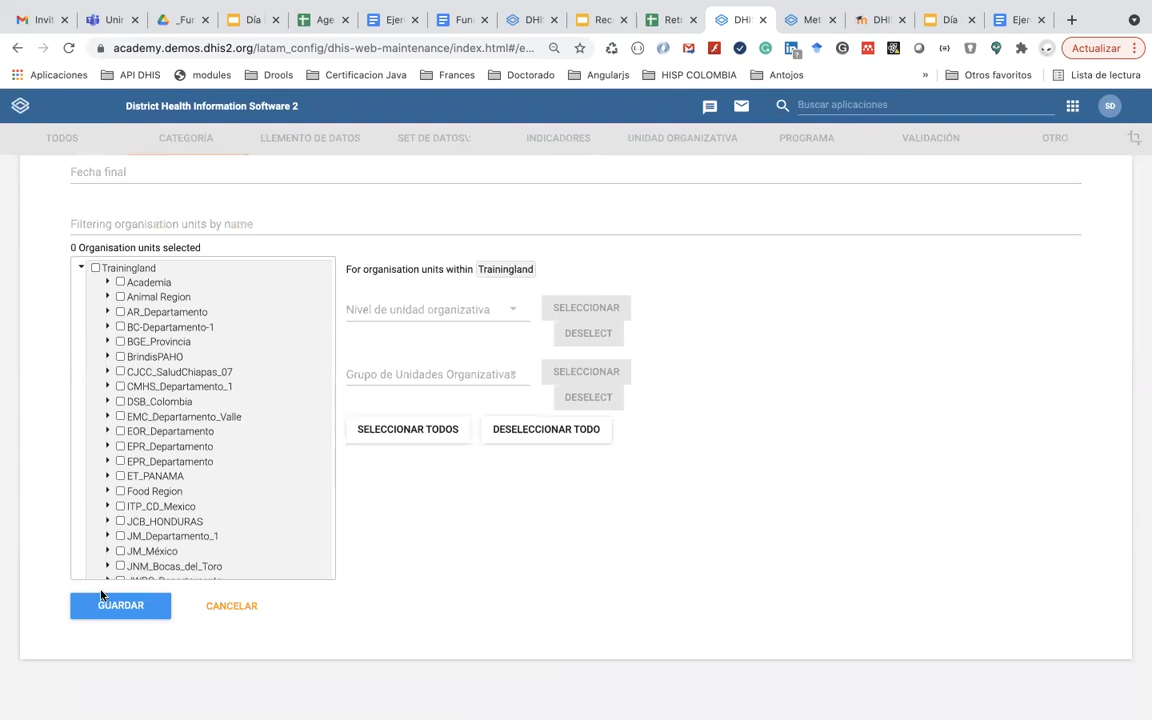 Invit
Unin
_Fun
Día
Age
Ejer
Fun
DHI
Rec
Retr
DHI
Met
DHI
Día
Ejer
academy.demos.dhis2.org/latam_config/dhis-web-maintenance/index.html#/e...
Actualizar
Aplicaciones
API DHIS
modules
Drools
Certificacion Java
Frances
Doctorado
Angularjs
HISP COLOMBIA
Antojos
»
Otros favoritos
Lista de lectura
District Health Information Software 2
Buscar aplicaciones
SD
TODOS
CATEGORÍA
ELEMENTO DE DATOS
SET DE DATOS\:
INDICADORES
UNIDAD ORGANIZATIVA
PROGRAMA
VALIDACIÓN
OTRO
Fecha final
Filtering organisation units by name
0 Organisation units selected
Trainingland
Academia
Animal Region
AR_Departamento
BC-Departamento-1
BGE_Provincia
BrindisPAHO
CJCC_SaludChiapas_07
CMHS_Departamento_1
DSB_Colombia
EMC_Departamento_Valle
EOR_Departamento
EPR_Departamento
EPR_Departamento
ET_PANAMA
Food Region
ITP_CD_Mexico
JCB_HONDURAS
JM_Departamento_1
JM_México
JNM_Bocas_del_Toro
For organisation units within Trainingland
Nivel de unidad organizativa
SELECCIONAR
DESELECT
Grupo de Unidades Organizativas
SELECCIONAR
DESELECT
SELECCIONAR TODOS
DESELECCIONAR TODO
GUARDAR
CANCELAR